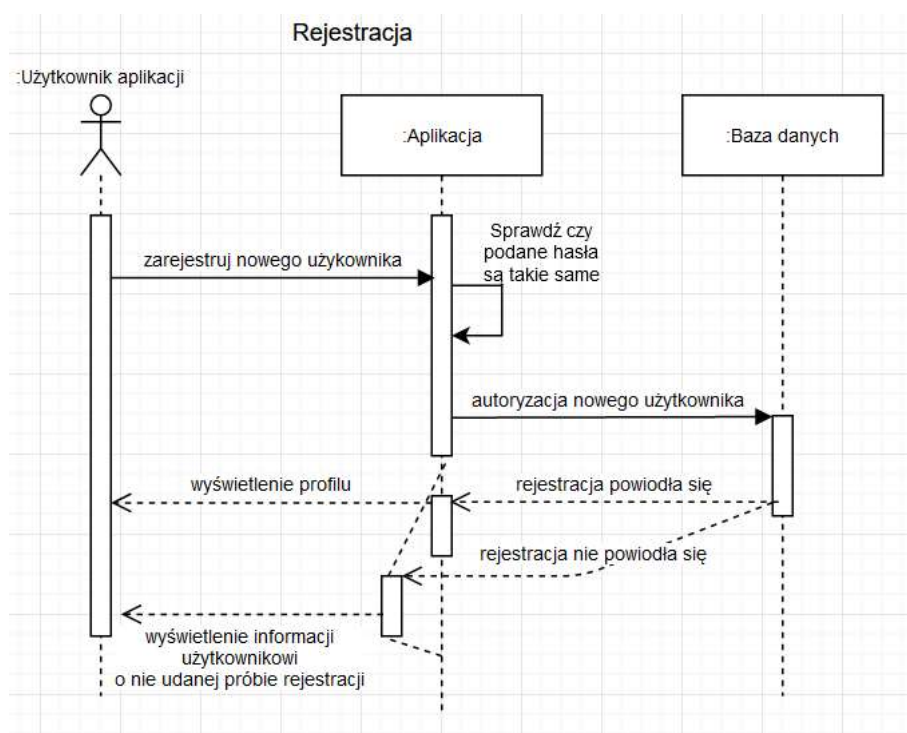 Rejestracja
:Użytkownik aplikacji
:Aplikacja
:Baza danych
Sprawdź czy
podane hasła
są takie same
zarejestruj nowego użykownika
autoryzacja nowego użytkownika
wyświetlenie profilu
rejestracja powiodła się
rejestracja nie powiodła się
wyświetlenie informacji
użytkownikowi
o nie udanej próbie rejestracji